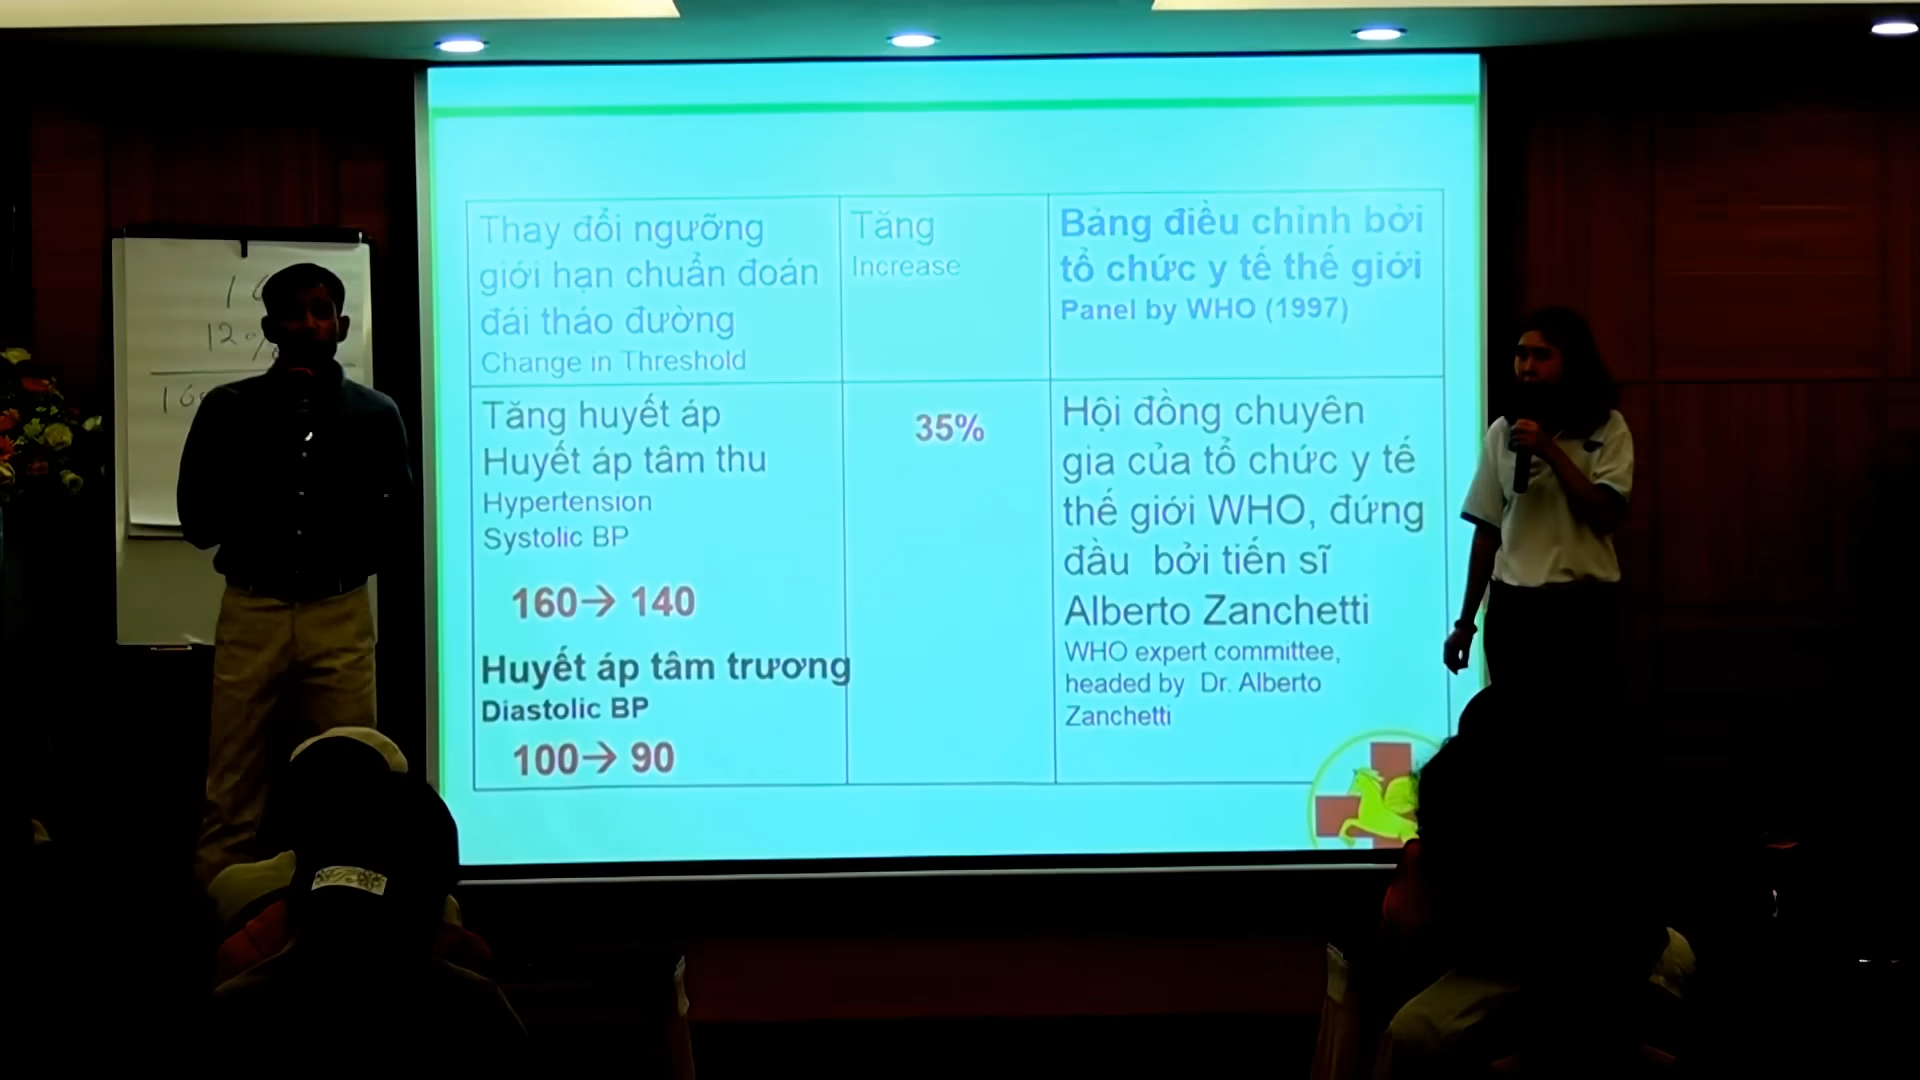 Thay đổi ngưỡng
giới hạn chuẩn đoán
đái tháo đường
Change in Threshold
Tăng
Increase
Bảng điều chỉnh bởi
tổ chức y tế thế giới
Panel by WHO (1997)
Tăng huyết áp
Huyết áp tâm thu
Hypertension
Systolic BP
160→ 140
Huyết áp tâm trương
Diastolic BP
100→ 90
35%
Hội đồng chuyên
gia của tổ chức y tế
thế giới WHO, đứng
đầu bởi tiến sĩ
Alberto Zanchetti
WHO expert committee,
headed by Dr. Alberto
Zanchetti